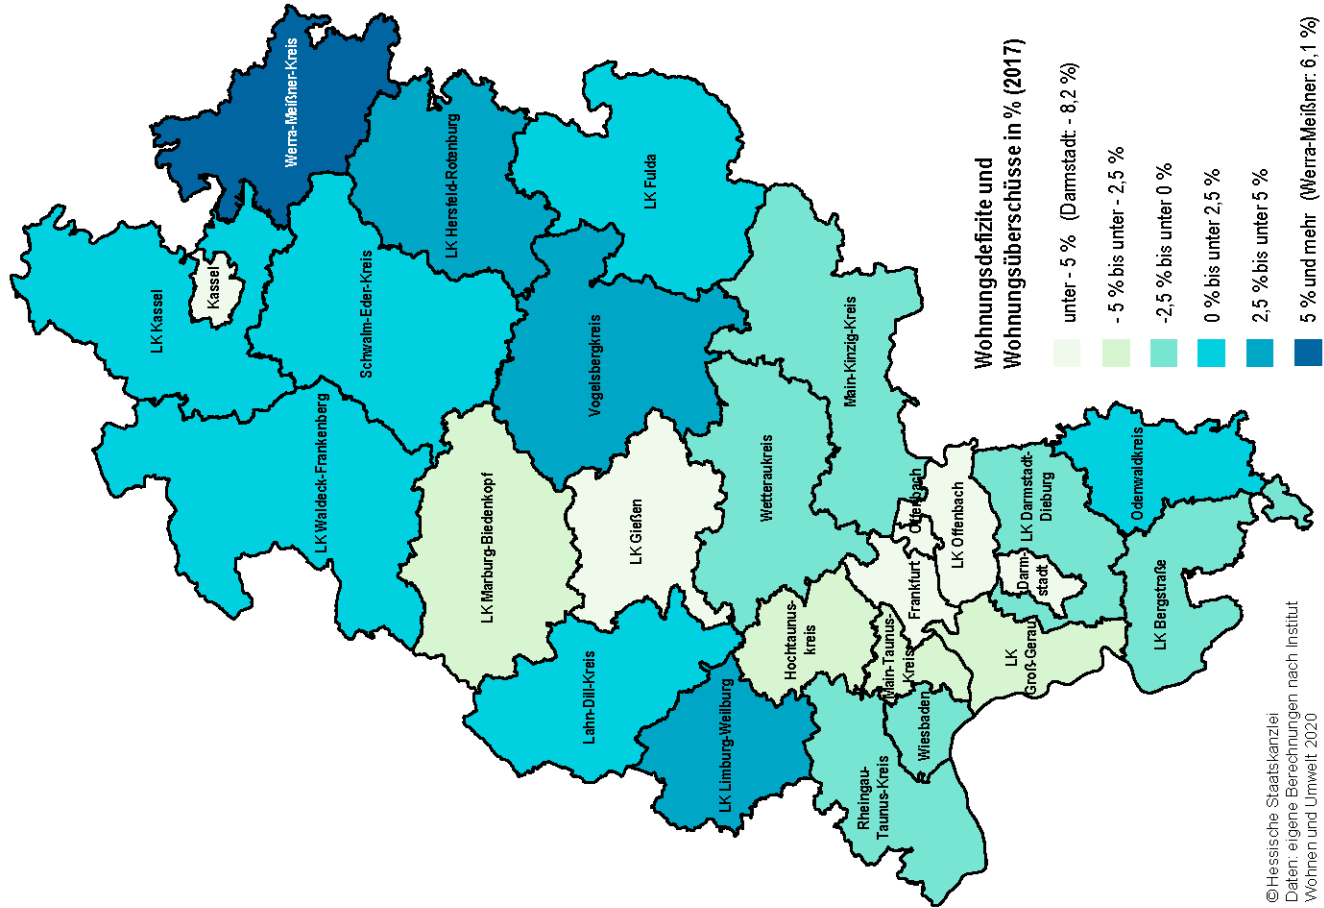 LK Kassel
Kassel
Werra-Meißner-Kreis
LK Waldeck-Frankenberg
Schwalm-Eder-Kreis
LK Hersfeld-Rotenburg
LK Marburg-Biedenkopf
Vogelsbergkreis
LK Fulda
Lahn-Dill-Kreis
LK Gießen
LK Limburg-Weilburg
Wetteraukreis
Main-Kinzig-Kreis
Hochtaunus-
kreis
Rheingau-
Taunus-Kreis
Main-Taunus-
Kreis
Wiesbaden
Frankfurt
Offenbach
LK Offenbach
LK
Groß-Gerau
Darm-
stadt
LK Darmstadt-
Dieburg
LK Bergstraße
Odenwaldkreis
Wohnungsdefizite und
Wohnungsüberschüsse in % (2017)
unter - 5 % (Darmstadt: - 8,2 %)
- 5 % bis unter - 2,5 %
-2,5 % bis unter 0 %
0 % bis unter 2,5 %
2,5 % bis unter 5 %
5 % und mehr (Werra-Meißner: 6,1 %)
©Hessische Staatskanzlei
Daten: eigene Berechnungen nach Institut
Wohnen und Umwelt 2020